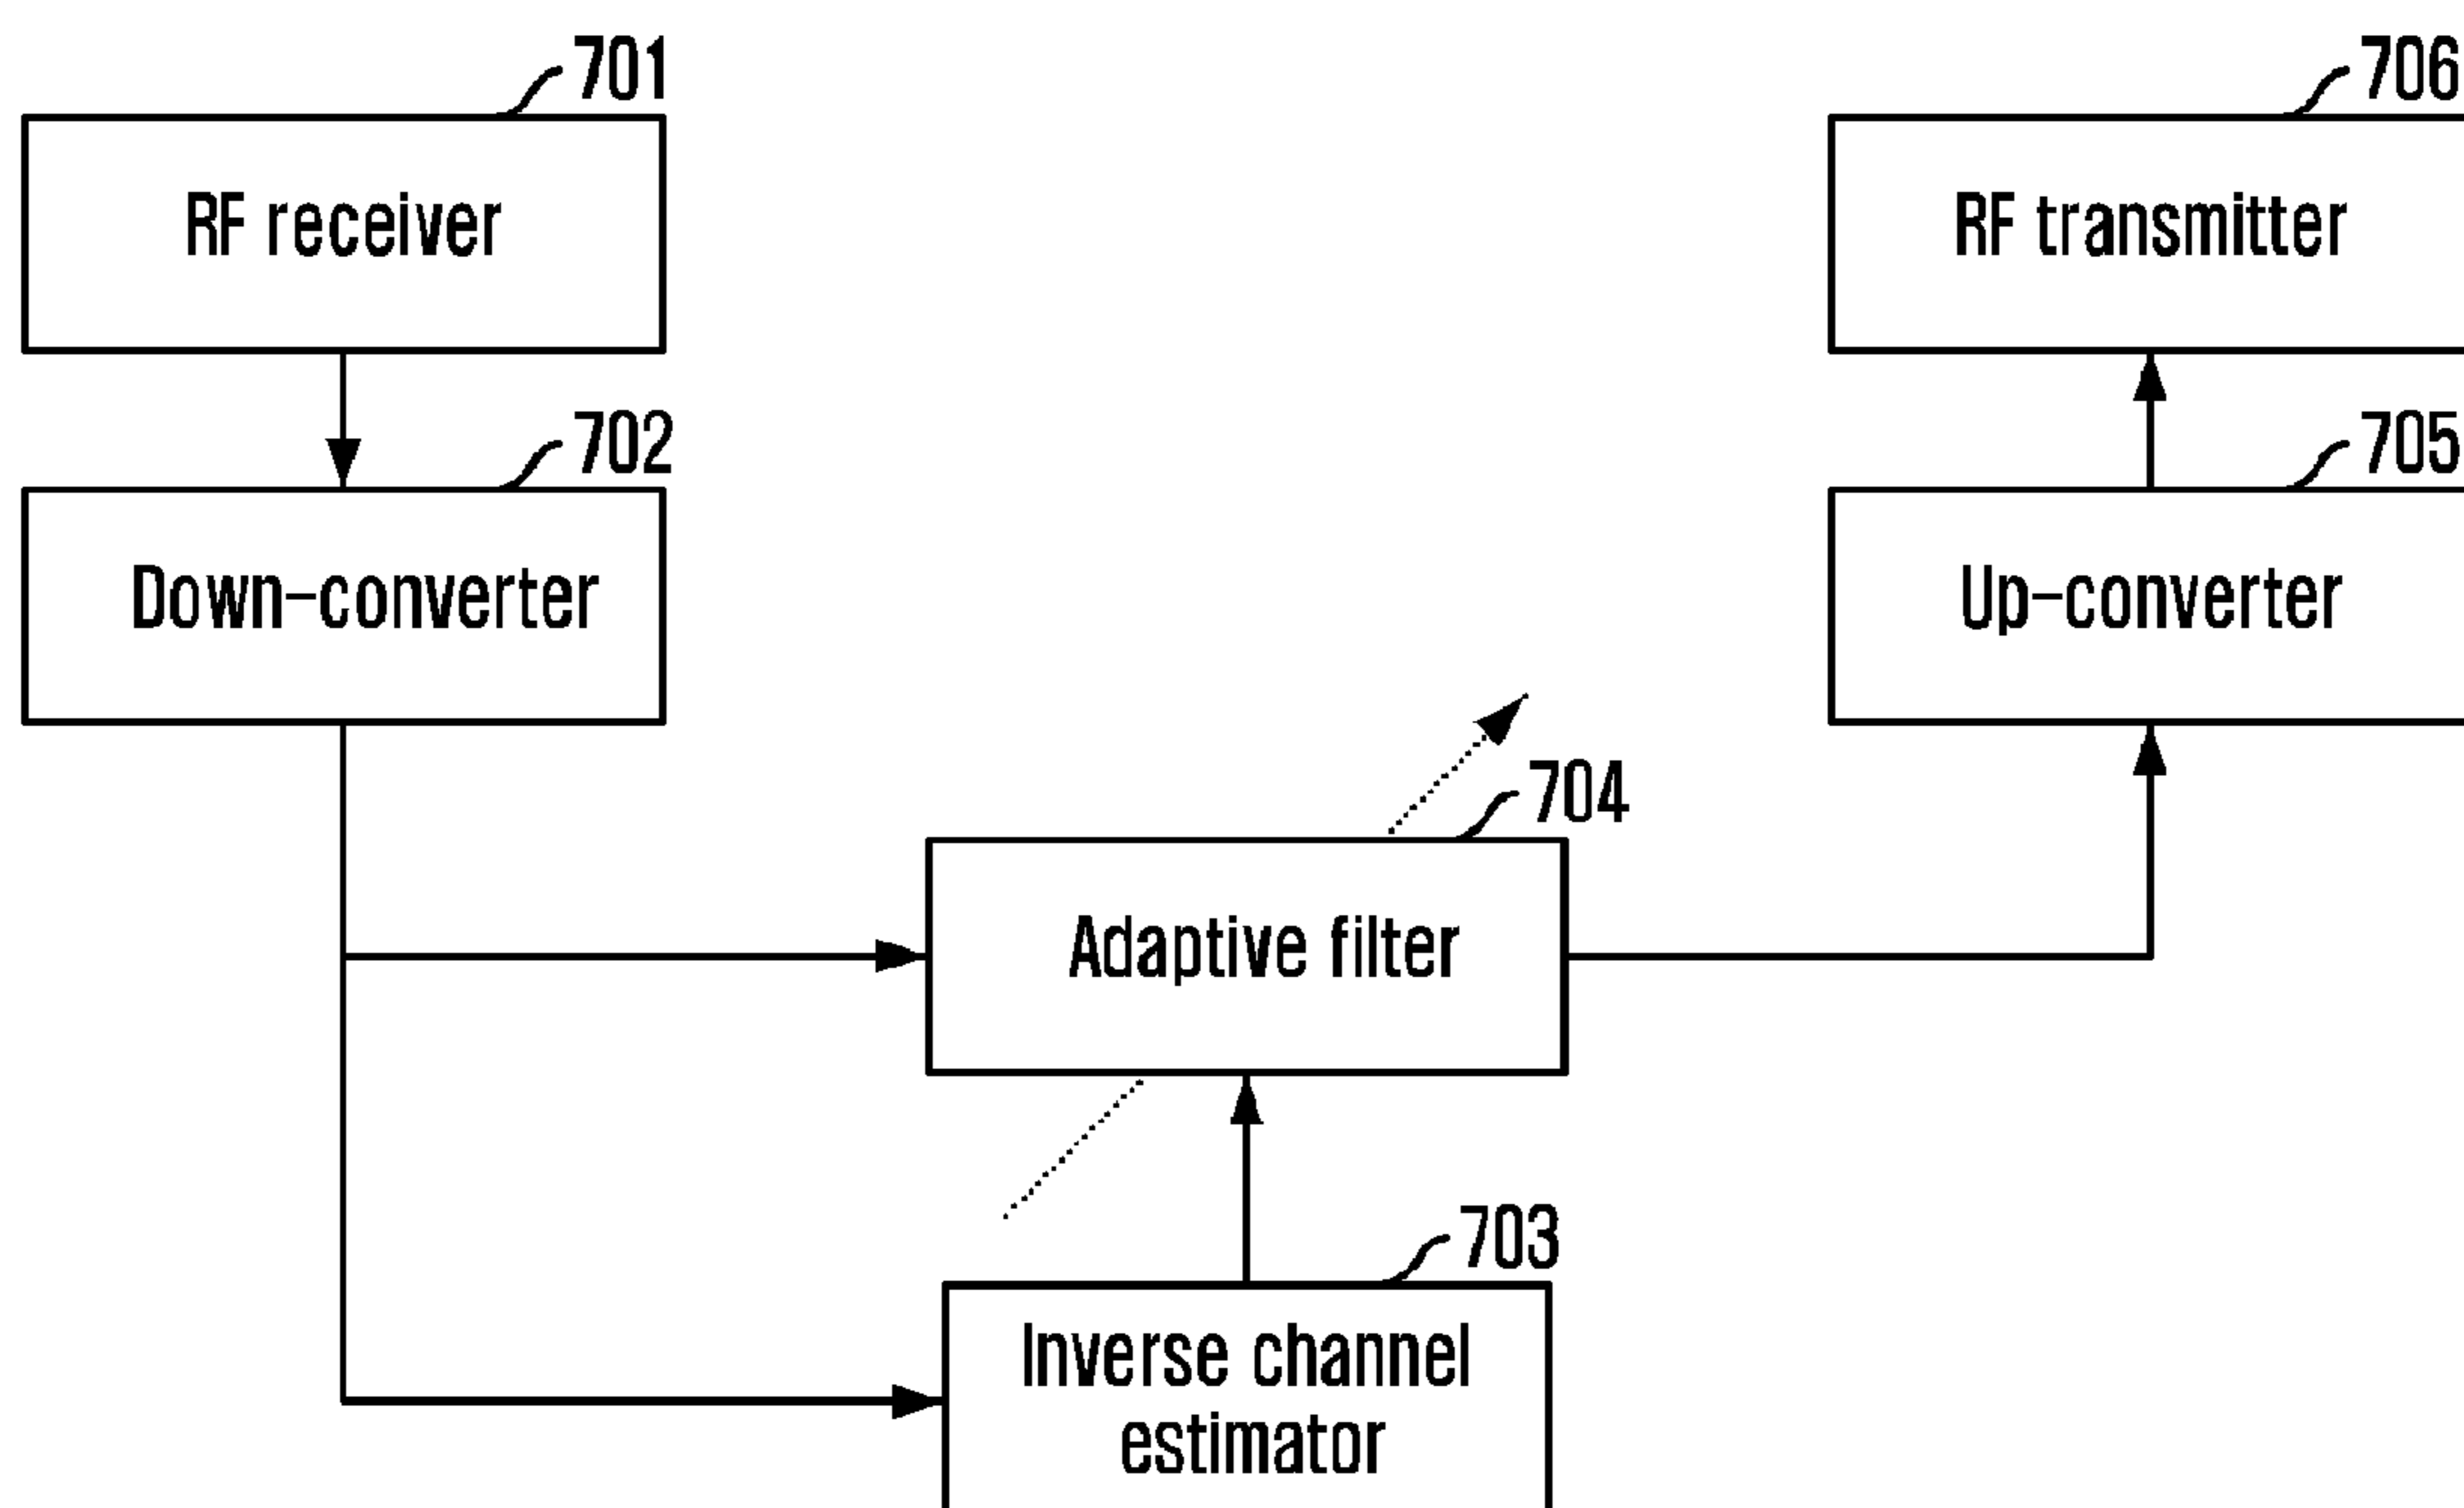 701
RF receiver
706
RF transmitter
702
Down-converter
705
Up-converter
704
Adaptive filter
703
Inverse channel
estimator